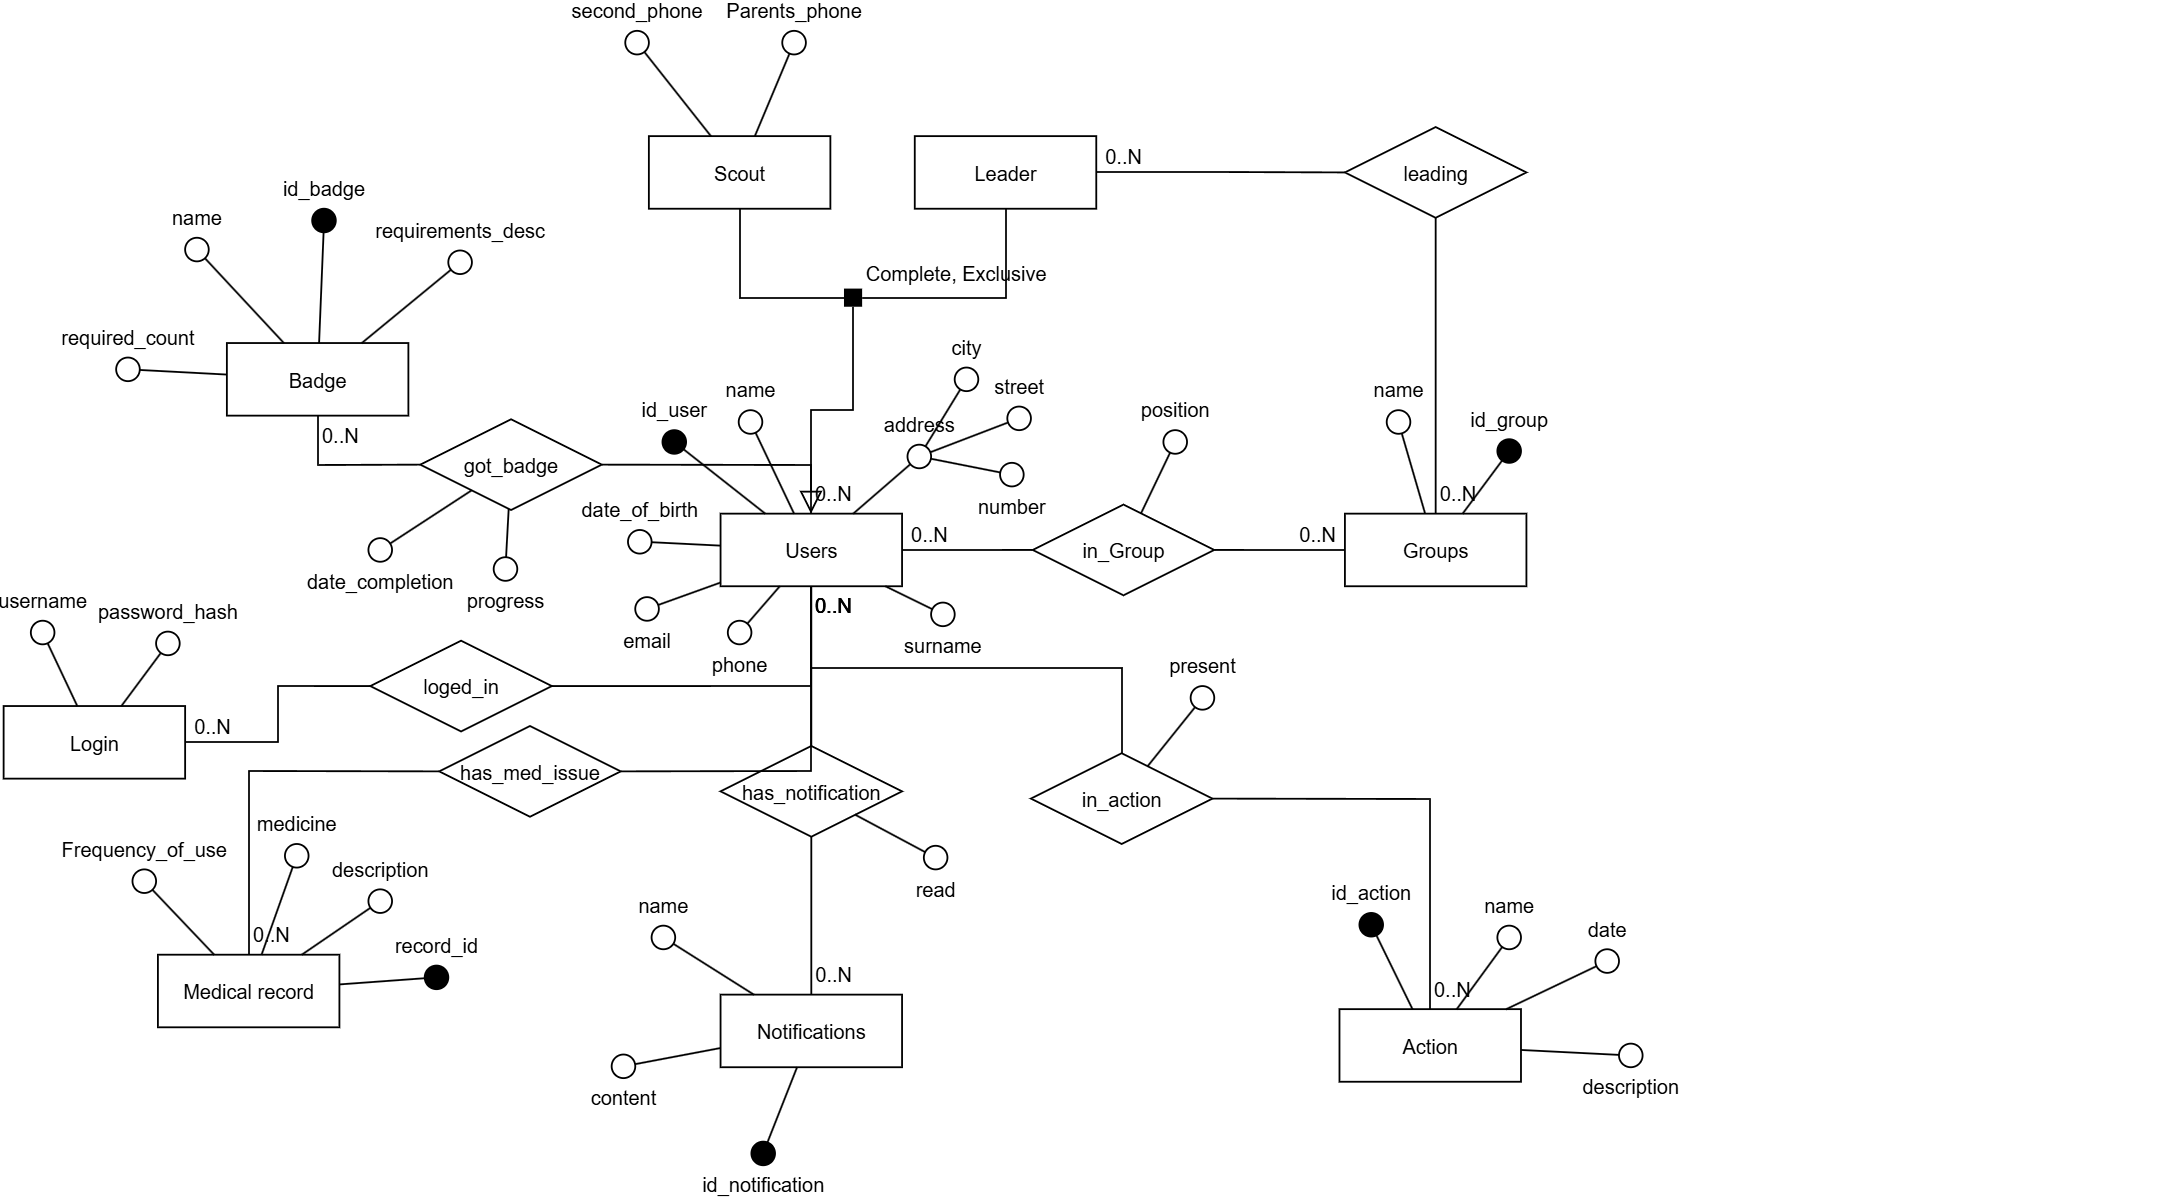 second_phone
Parents_phone
Scout
Leader
0..N
leading
id_badge
name
requirements_desc
Complete, Exclusive
required_count
Badge
city
street
name
id_user
address
position
name
id_group
0..N
got_badge
0..N
number
0..N
date_of_birth
Users
0..N
in_Group
0..N
Groups
date_completion
progress
0..N
username
password_hash
email
phone
surname
present
loged_in
0..N
Login
has_med_issue
has_notification
in_action
medicine
Frequency_of_use
description
read
id_action
name
name
date
0..N
record_id
0..N
0..N
Medical record
Notifications
Action
content
description
id_notification